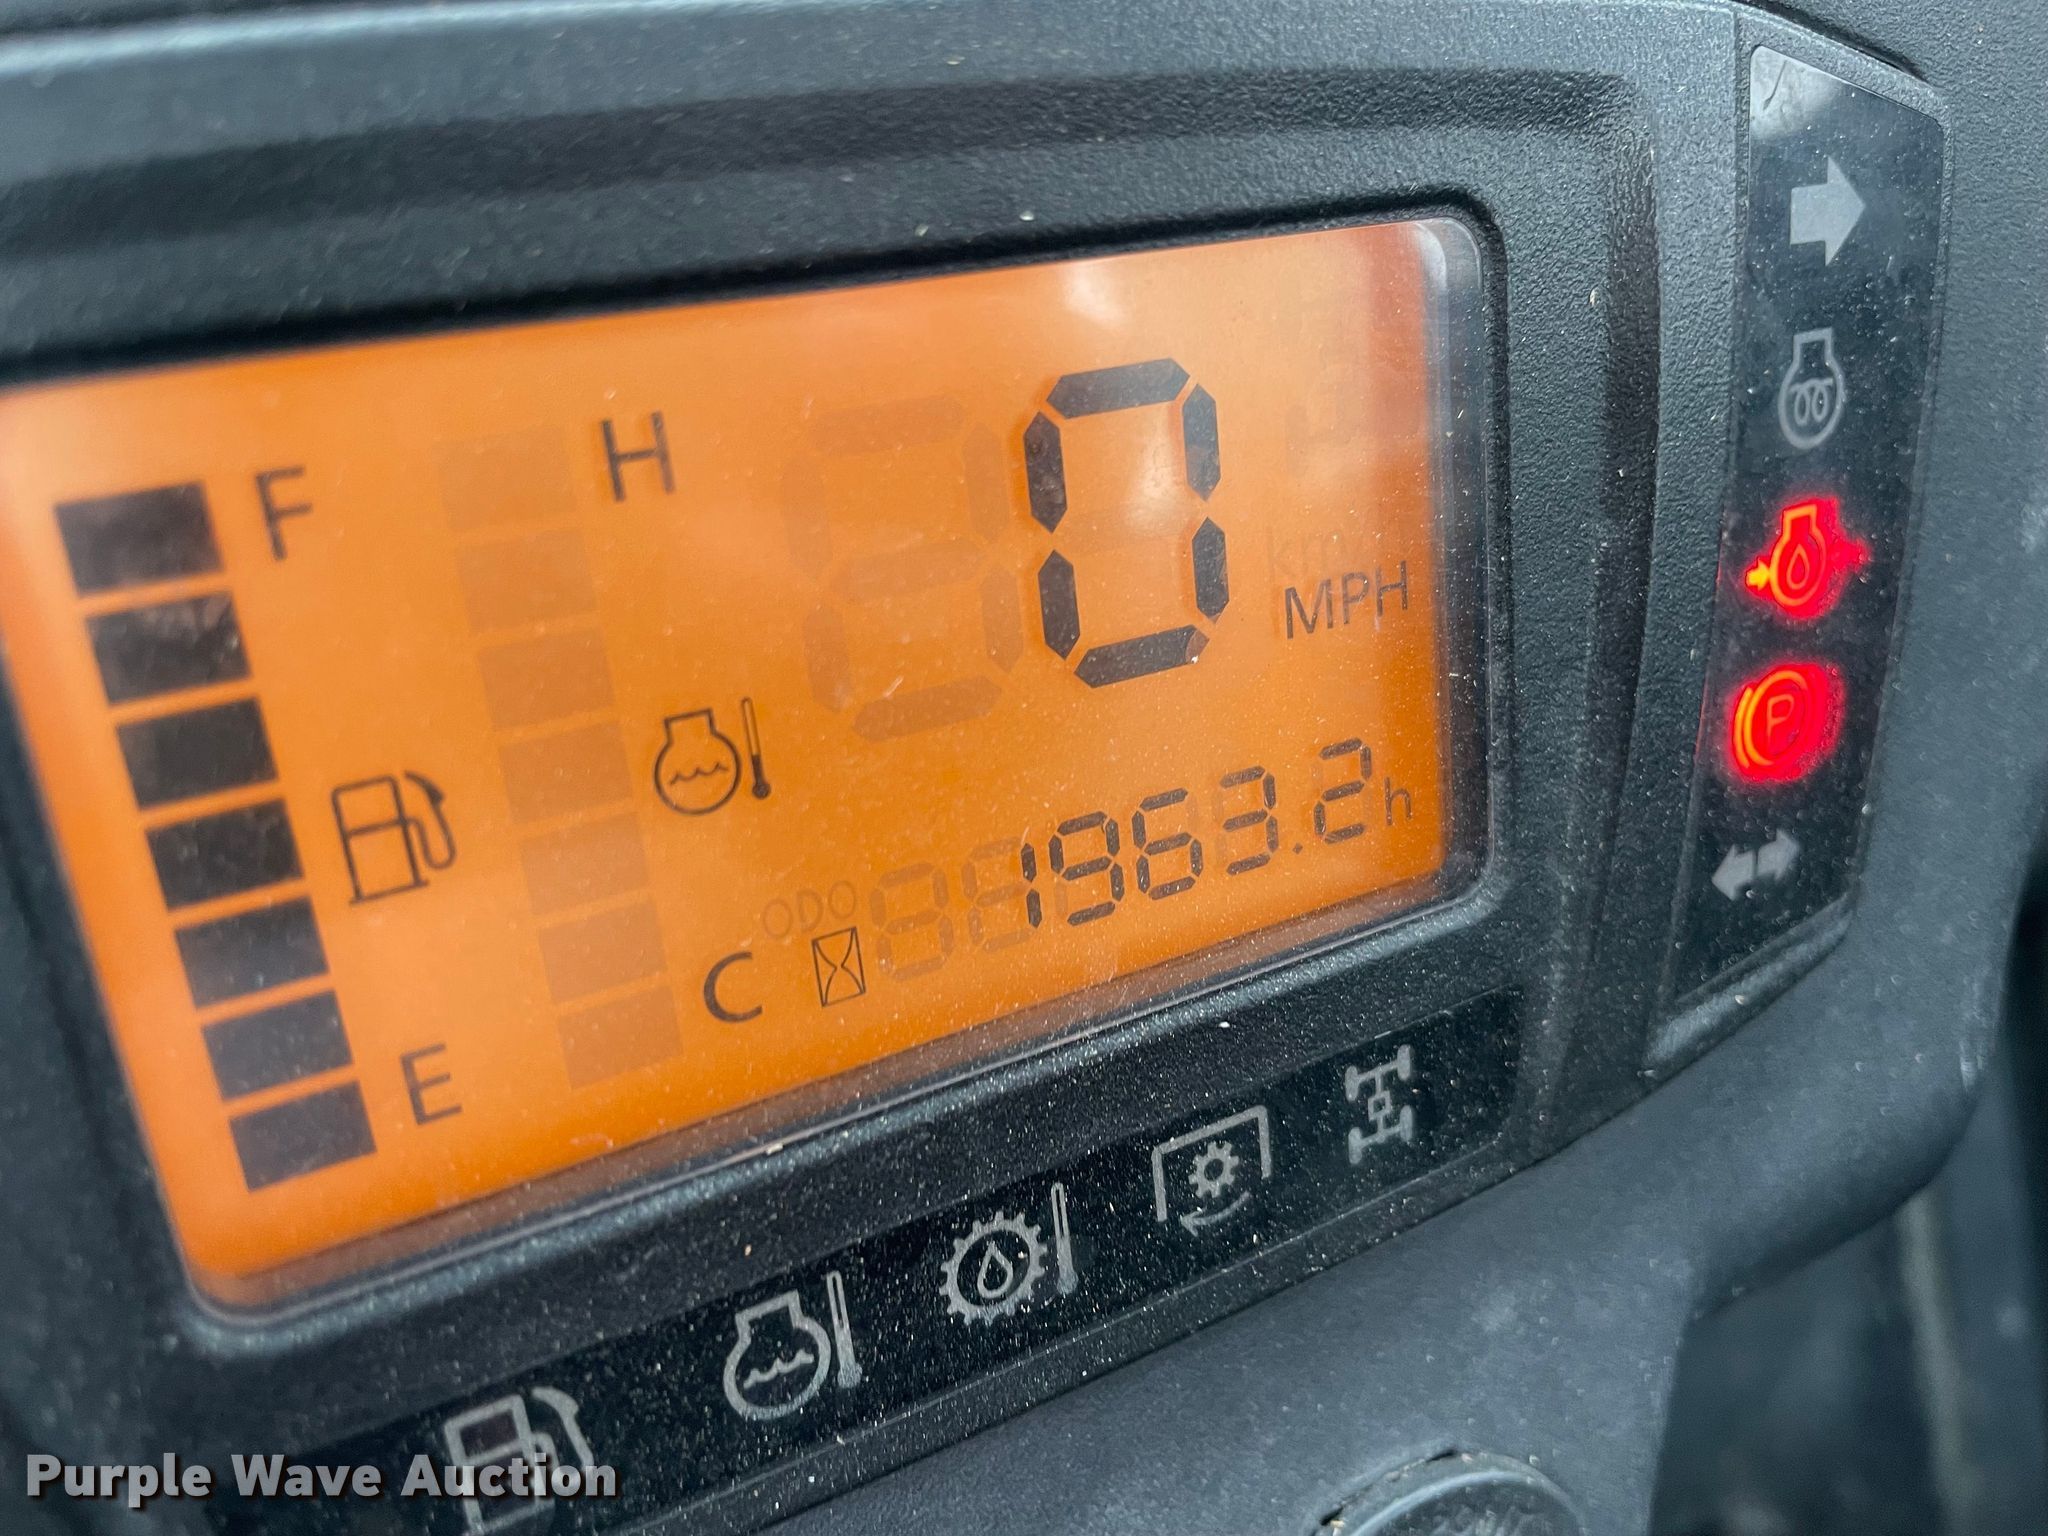 F
H
0
MPH
1963.2h
ODO
C
E
P
Purple Wave Auction